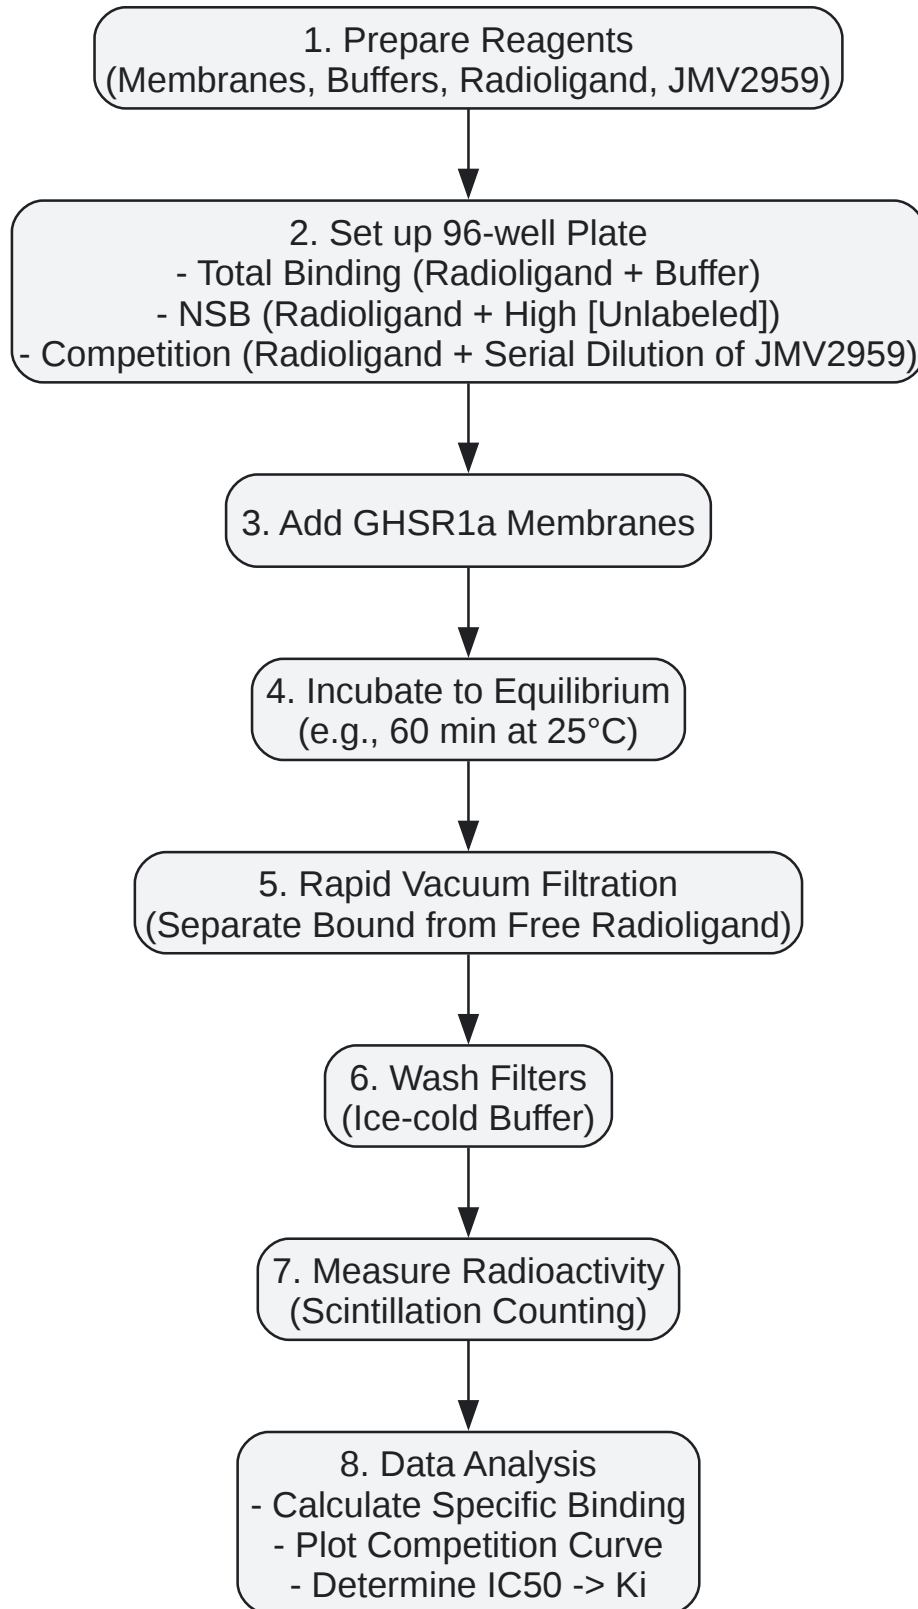 1. Prepare Reagents
(Membranes, Buffers, Radioligand, JMV2959)
2. Set up 96-well Plate
- Total Binding (Radioligand + Buffer)
- NSB (Radioligand + High [Unlabeled])
- Competition (Radioligand + Serial Dilution of JMV2959)
3. Add GHSR1a Membranes
4. Incubate to Equilibrium
(e.g., 60 min at 25°C)
5. Rapid Vacuum Filtration
(Separate Bound from Free Radioligand)
6. Wash Filters
(Ice-cold Buffer)
7. Measure Radioactivity
(Scintillation Counting)
8. Data Analysis
- Calculate Specific Binding
- Plot Competition Curve
- Determine IC50 -> Ki